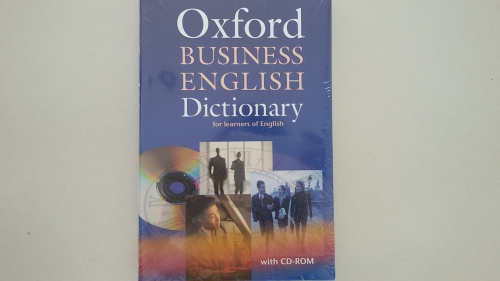 Oxford
BUSINESS
ENGLISH
Dictionary
for learners of English
with CD-ROM